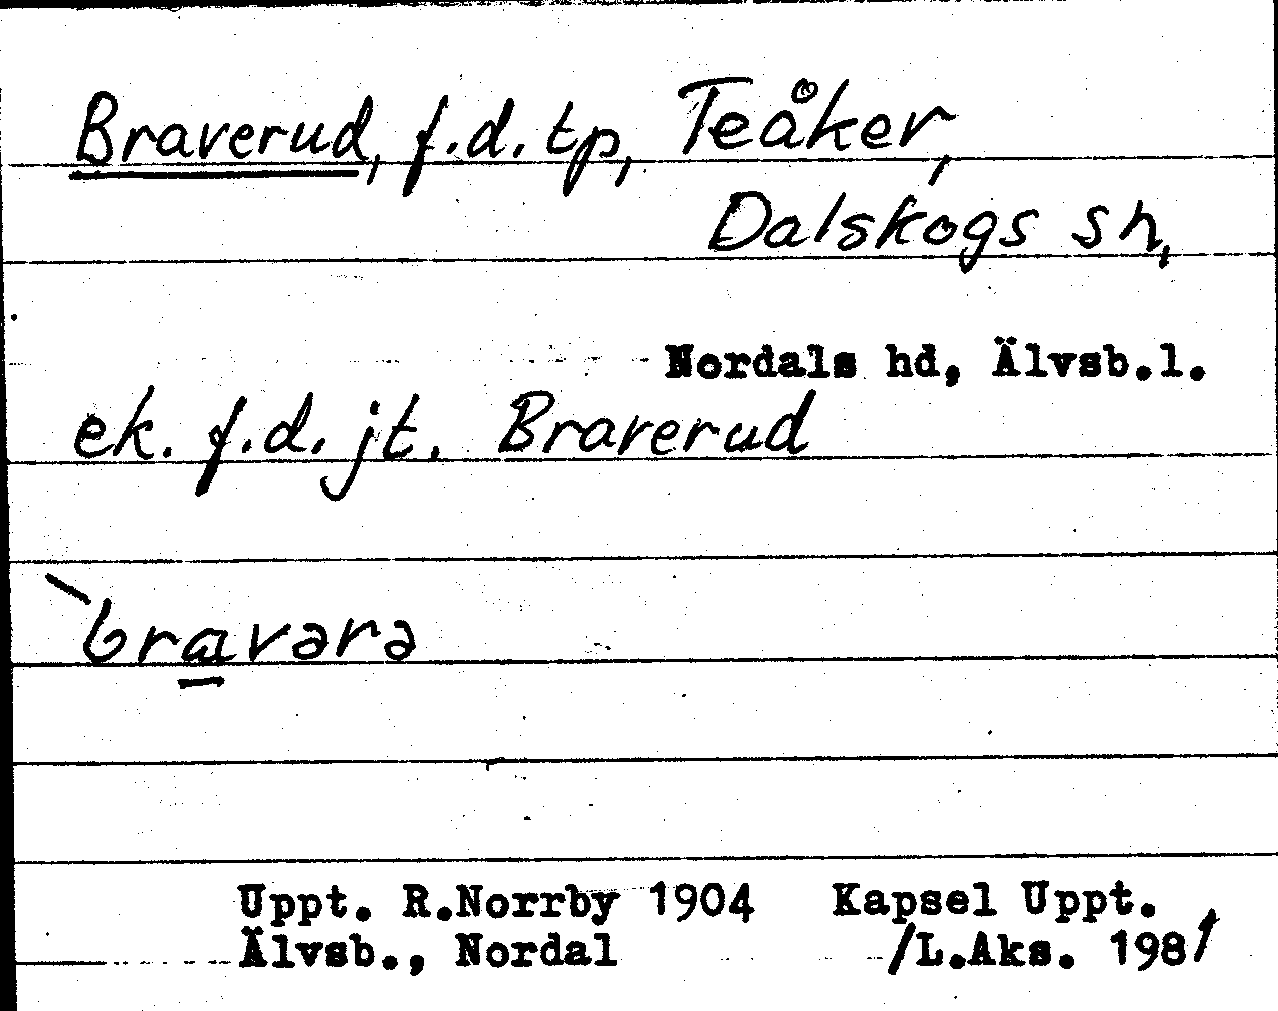 Braverud, f.d. tp, Teåker,
Dalskogs sn,
Nordals hd, Älvsb.l.
ek. f.d. jt. Braverud
`bravərə
Uppt. R.Norrby 1904 Kapsel Uppt.
Älvsb., Nordal /L.Aks. 1981